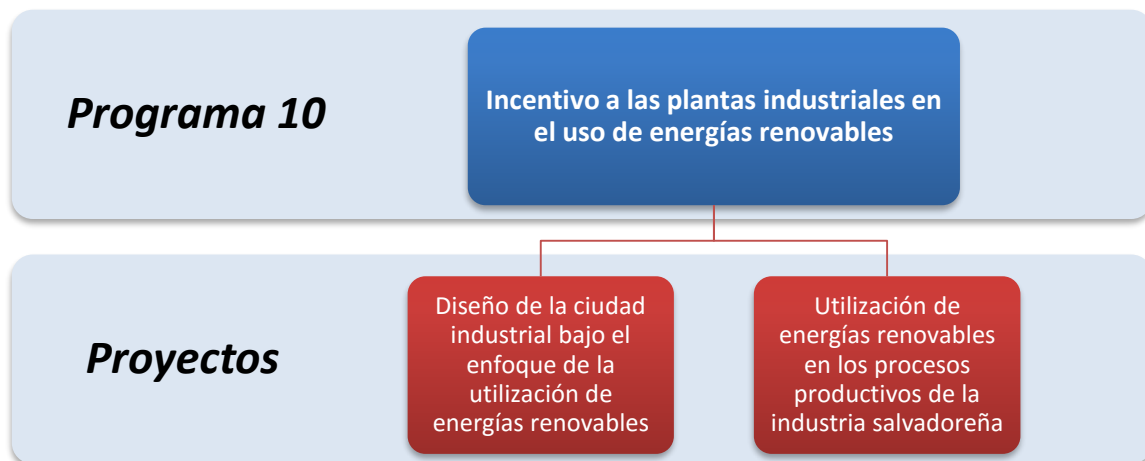 Programa 10
Incentivo a las plantas industriales en
el uso de energías renovables
Proyectos
Diseño de la ciudad
industrial bajo el
enfoque de la
utilización de
energías renovables
Utilización de
energías renovables
en los procesos
productivos de la
industria salvadoreña